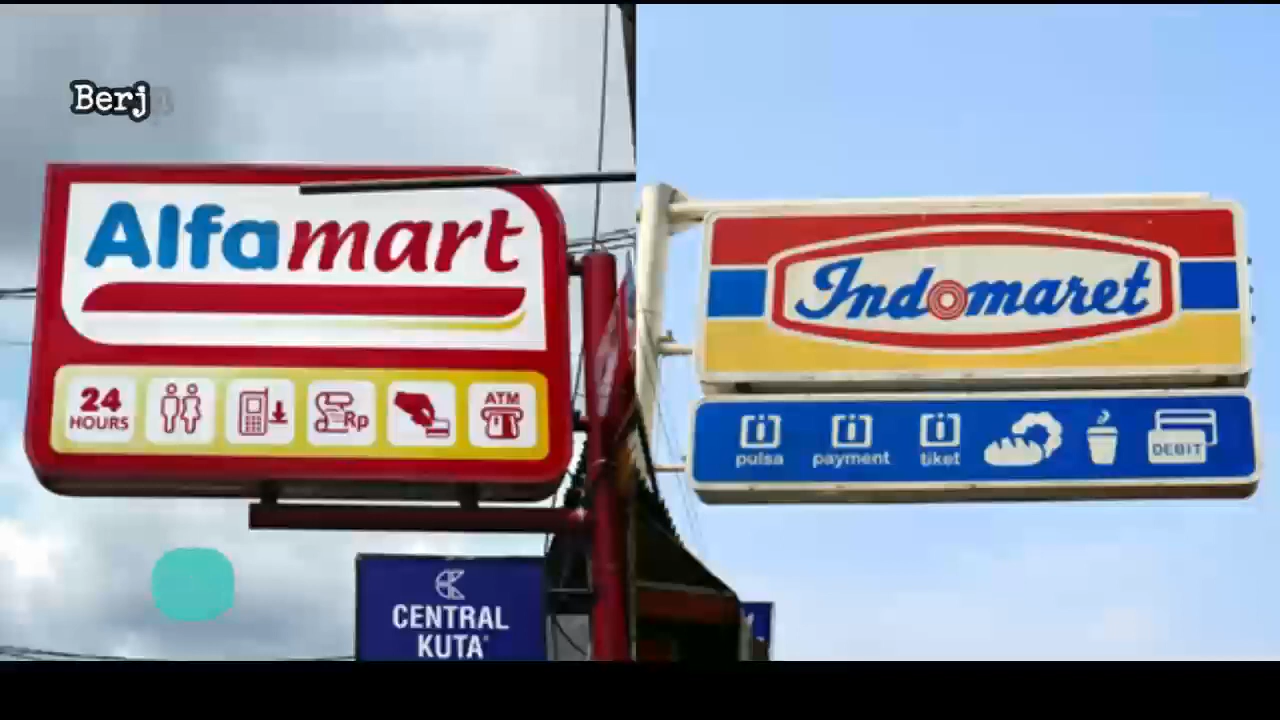 Berj
Alfamart
24
HOURS
Rp
ATM
CENTRAL
KUTA
Indomaret
pulsa
payment
tiket
DEBIT